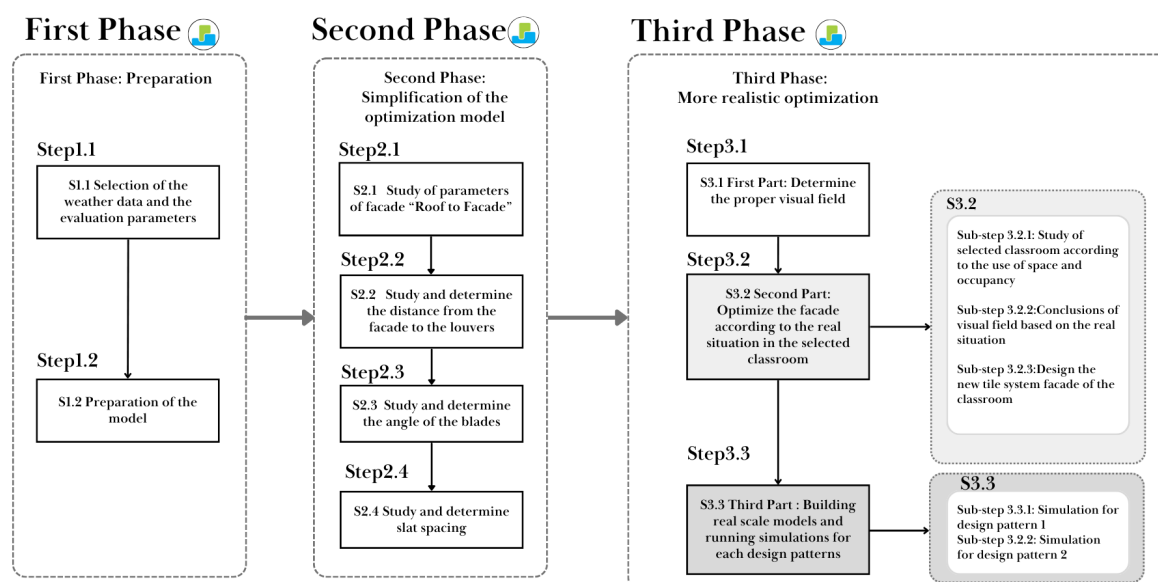 First Phase
First Phase: Preparation
Step1.1
S1.1 Selection of the
weather data and the
evaluation parameters
Step1.2
S1.2 Preparation of the
model
Second Phase
Second Phase:
Simplification of the
optimization model
Step2.1
S2.1 Study of parameters
of facade “Roof to Facade”
Step2.2
S2.2 Study and determine
the distance from the
facade to the louvers
Step2.3
S2.3 Study and determine
the angle of the blades
Step2.4
S2.4 Study and determine
slat spacing
Third Phase
Third Phase:
More realistic optimization
Step3.1
S3.1 First Part: Determine
the proper visual field
Step3.2
S3.2 Second Part:
Optimize the facade
according to the real
situation in the selected
classroom
Step3.3
S3.3 Third Part : Building
real scale models and
running simulations for
each design patterns
S3.2
Sub-step 3.2.1: Study of
selected classroom according
to the use of space and
occupancy
Sub-step 3.2.2:Conclusions of
visual field based on the real
situation
Sub-step 3.2.3:Design the
new tile system facade of the
classroom
S3.3
Sub-step 3.3.1: Simulation for
design pattern 1
Sub-step 3.2.2: Simulation
for design pattern 2